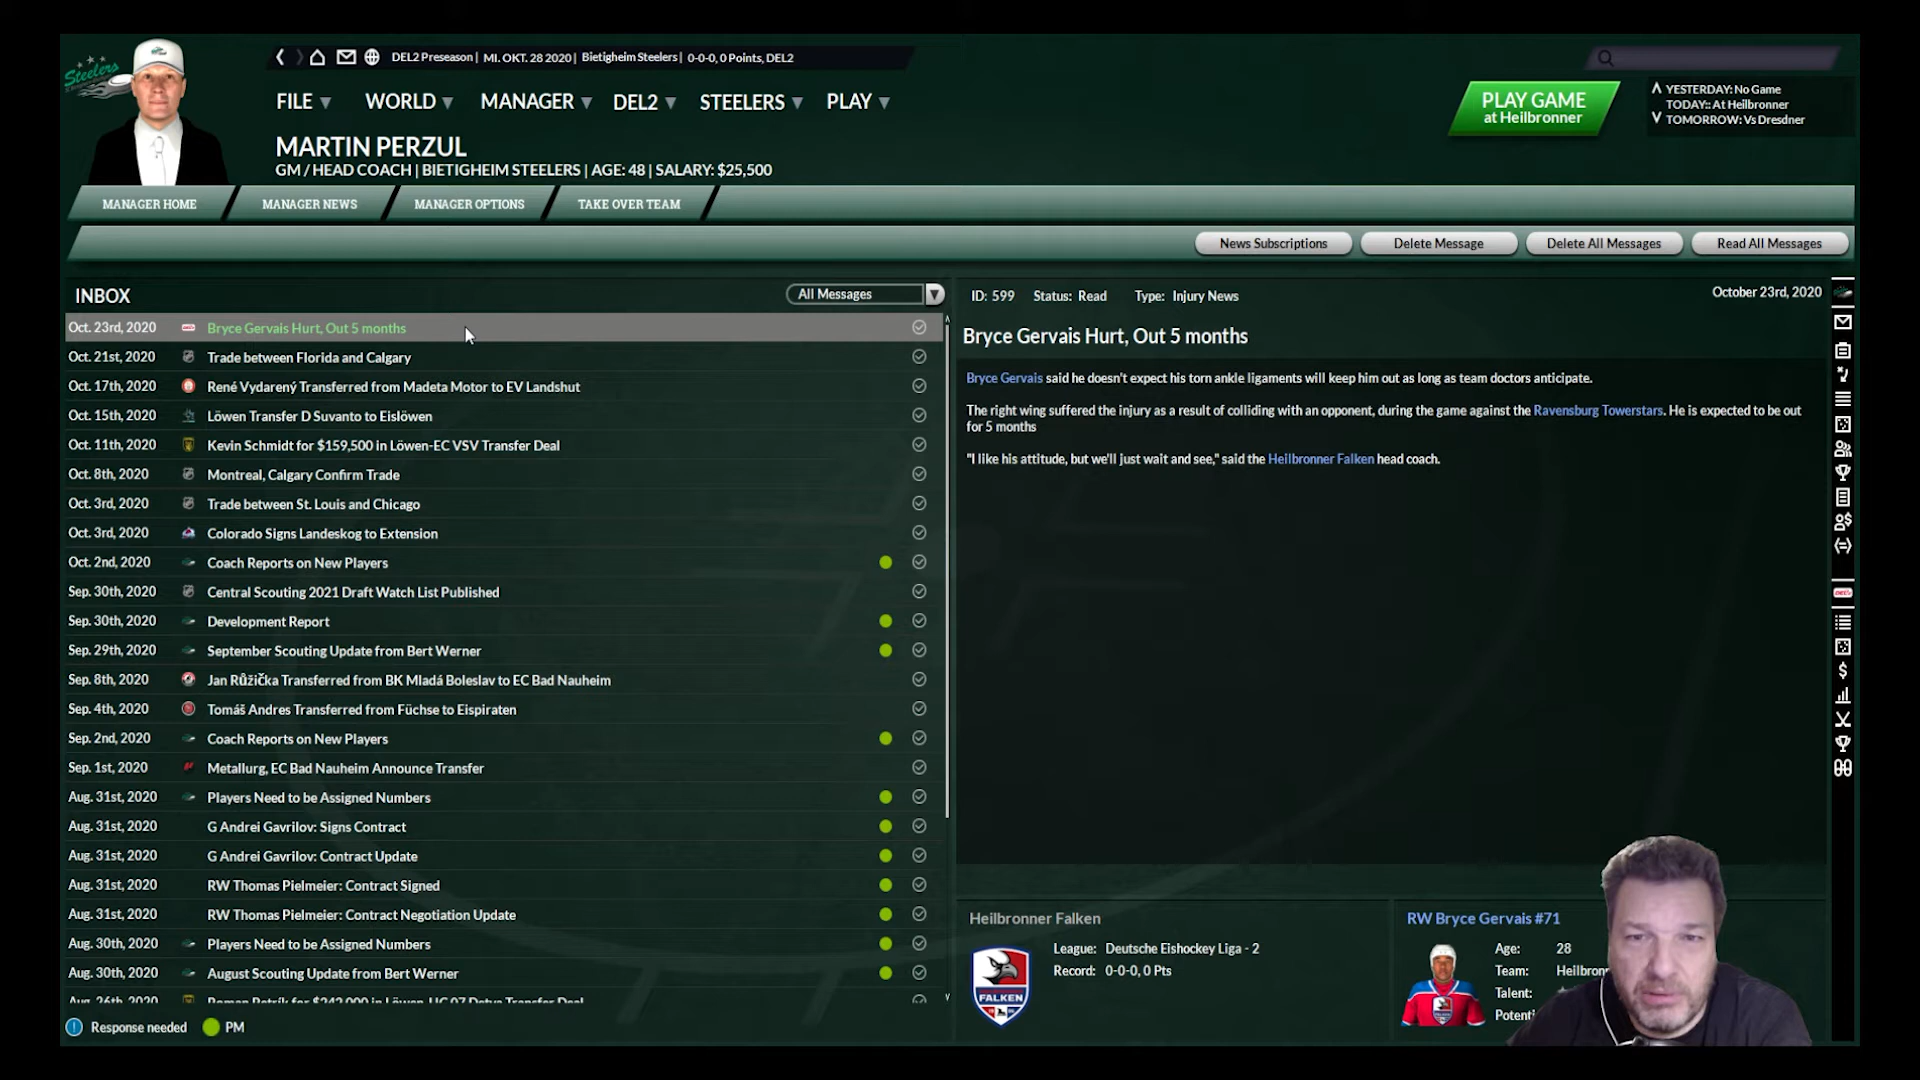 Steelers
DEL2 Preseason | MI. OKT. 28 2020 | Bietigheim Steelers | 0-0-0, 0 Points, DEL2
FILE WORLD MANAGER DEL2 STEELERS PLAY
PLAY GAME
at Heilbronner
YESTERDAY: No Game
TODAY:: At Heilbronner
TOMORROW: Vs Dresdner
MARTIN PERZUL
GM / HEAD COACH | BIETIGHEIM STEELERS | AGE: 48 | SALARY: $25,500
MANAGER HOME MANAGER NEWS MANAGER OPTIONS TAKE OVER TEAM
News Subscriptions Delete Message Delete All Messages Read All Messages
INBOX All Messages
Oct. 23rd, 2020 Bryce Gervais Hurt, Out 5 months
Oct. 21st, 2020 Trade between Florida and Calgary
Oct. 17th, 2020 René Vydarený Transferred from Madeta Motor to EV Landshut
Oct. 15th, 2020 Löwen Transfer D Suvanto to Eislöwen
Oct. 11th, 2020 Kevin Schmidt for $159,500 in Löwen-EC VSV Transfer Deal
Oct. 8th, 2020 Montreal, Calgary Confirm Trade
Oct. 3rd, 2020 Trade between St. Louis and Chicago
Oct. 3rd, 2020 Colorado Signs Landeskog to Extension
Oct. 2nd, 2020 Coach Reports on New Players
Sep. 30th, 2020 Central Scouting 2021 Draft Watch List Published
Sep. 30th, 2020 Development Report
Sep. 29th, 2020 September Scouting Update from Bert Werner
Sep. 8th, 2020 Jan Růžička Transferred from BK Mladá Boleslav to EC Bad Nauheim
Sep. 4th, 2020 Tomáš Andres Transferred from Füchse to Eispiraten
Sep. 2nd, 2020 Coach Reports on New Players
Sep. 1st, 2020 Metallurg, EC Bad Nauheim Announce Transfer
Aug. 31st, 2020 Players Need to be Assigned Numbers
Aug. 31st, 2020 G Andrei Gavrilov: Signs Contract
Aug. 31st, 2020 G Andrei Gavrilov: Contract Update
Aug. 31st, 2020 RW Thomas Pielmeier: Contract Signed
Aug. 31st, 2020 RW Thomas Pielmeier: Contract Negotiation Update
Aug. 30th, 2020 Players Need to be Assigned Numbers
Aug. 30th, 2020 August Scouting Update from Bert Werner
Aug. 26th, 2020 Roman Petrik for $242,000 in Löwen-HC 07 Detva Transfer Deal
Response needed PM
ID: 599 Status: Read Type: Injury News October 23rd, 2020
Bryce Gervais Hurt, Out 5 months
Bryce Gervais said he doesn't expect his torn ankle ligaments will keep him out as long as team doctors anticipate.
The right wing suffered the injury as a result of colliding with an opponent, during the game against the Ravensburg Towerstars. He is expected to be out
for 5 months
"I like his attitude, but we'll just wait and see," said the Heilbronner Falken head coach.
Heilbronner Falken
League: Deutsche Eishockey Liga - 2
Record: 0-0-0, 0 Pts
FALKEN
RW Bryce Gervais #71
Age: 28
Team: Heilbron
Talent:
Potenti